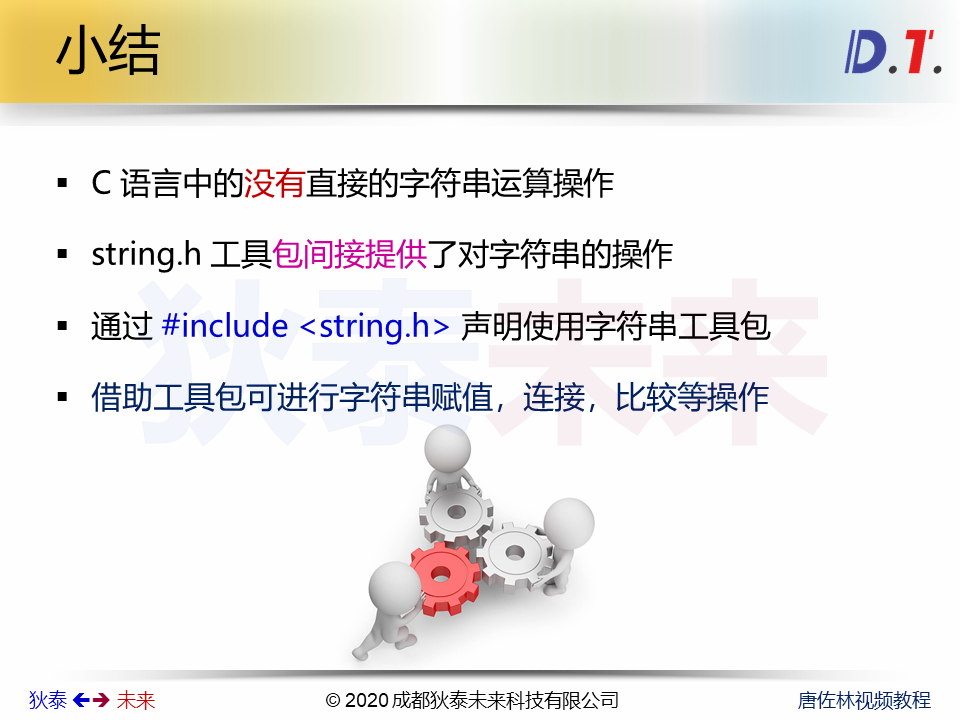 小结
D.T.
C 语言中的没有直接的字符串运算操作
string.h 工具包间接提供了对字符串的操作
通过 #include <string.h> 声明使用字符串工具包
借助工具包可进行字符串赋值，连接，比较等操作
狄泰未来
狄泰 未来
© 2020 成都狄泰未来科技有限公司
唐佐林视频教程